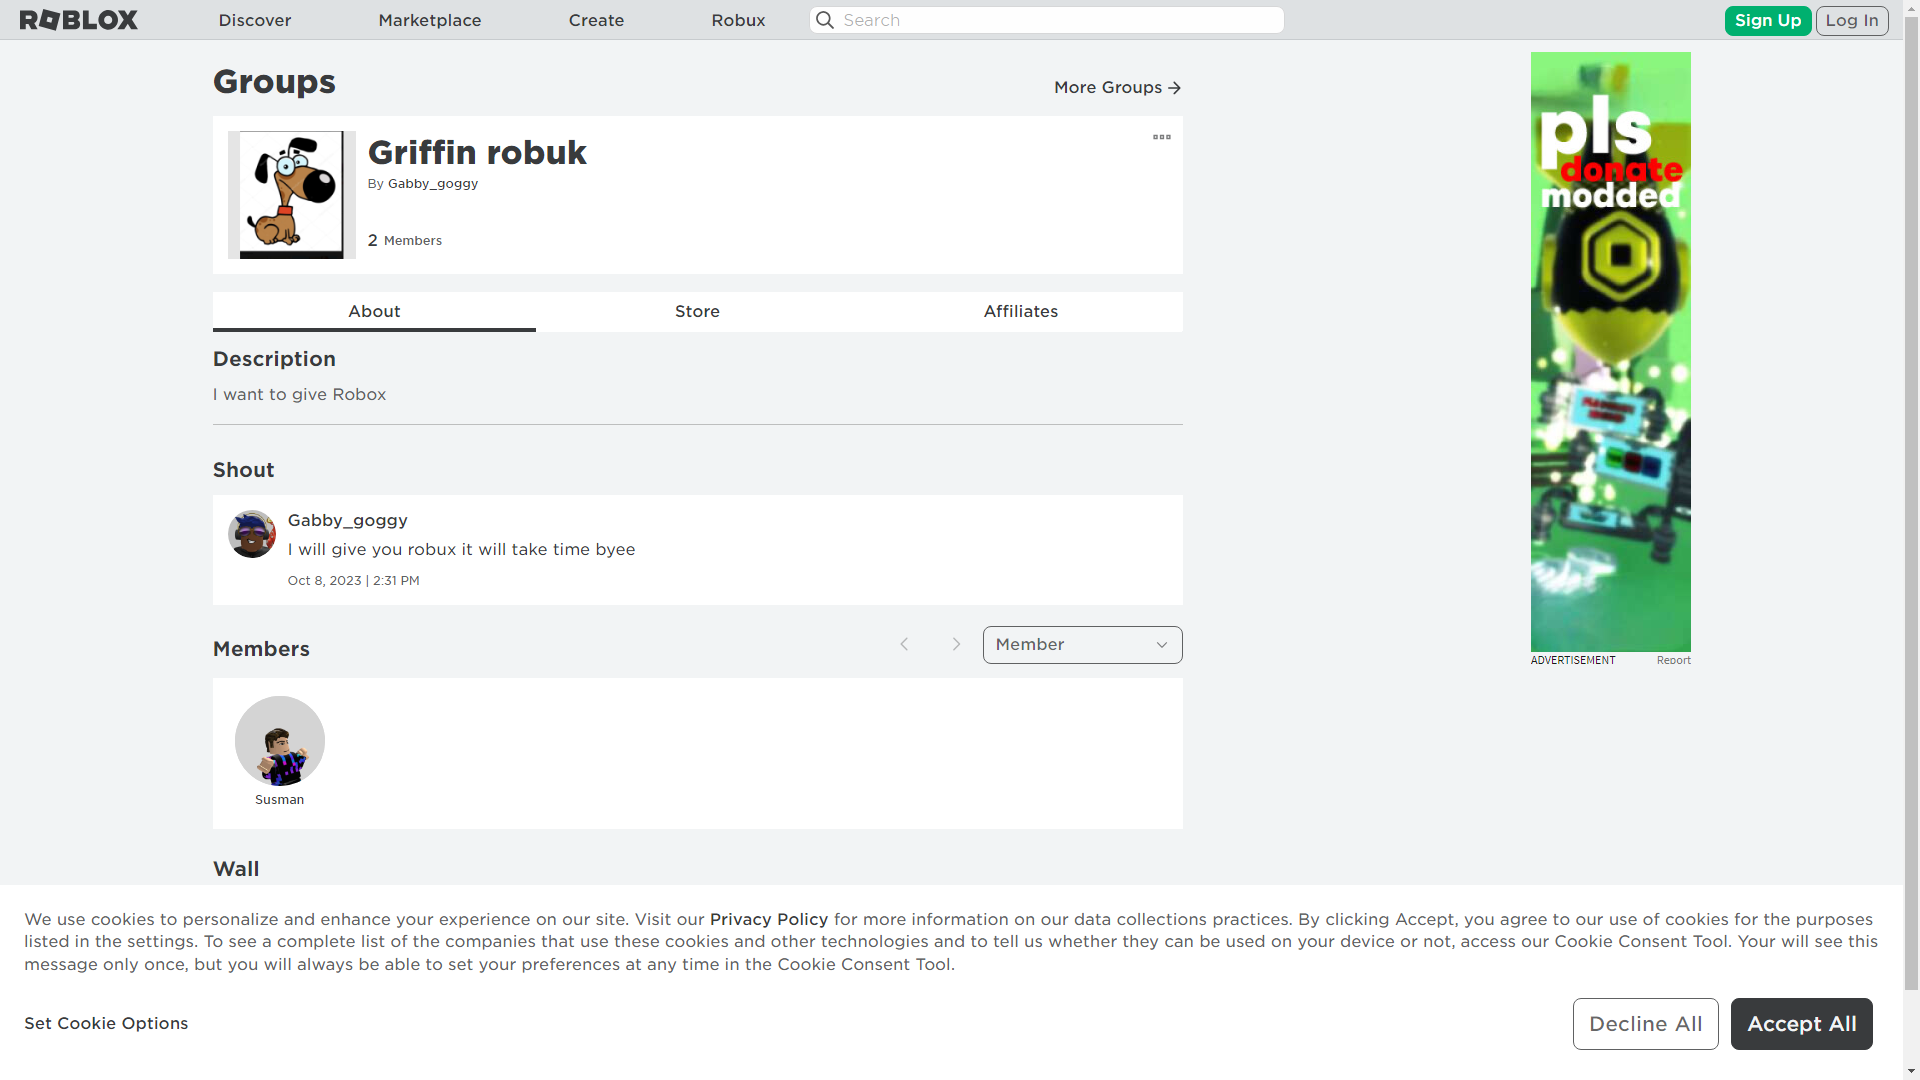 ROBLOX
Discover
Marketplace
Create
Robux
Search
Sign Up
Log In
Groups
More Groups
Griffin robuk
By Gabby_goggy
2 Members
About
Store
Affiliates
Description
I want to give Robox
Shout
Gabby_goggy
I will give you robux it will take time byee
Oct 8, 2023 | 2:31 PM
Members
Member
Susman
Wall
pls
donate
modded
ADVERTISEMENT
Report
We use cookies to personalize and enhance your experience on our site. Visit our Privacy Policy for more information on our data collections practices. By clicking Accept, you agree to our use of cookies for the purposes
listed in the settings. To see a complete list of the companies that use these cookies and other technologies and to tell us whether they can be used on your device or not, access our Cookie Consent Tool. Your will see this
message only once, but you will always be able to set your preferences at any time in the Cookie Consent Tool.
Set Cookie Options
Decline All
Accept All